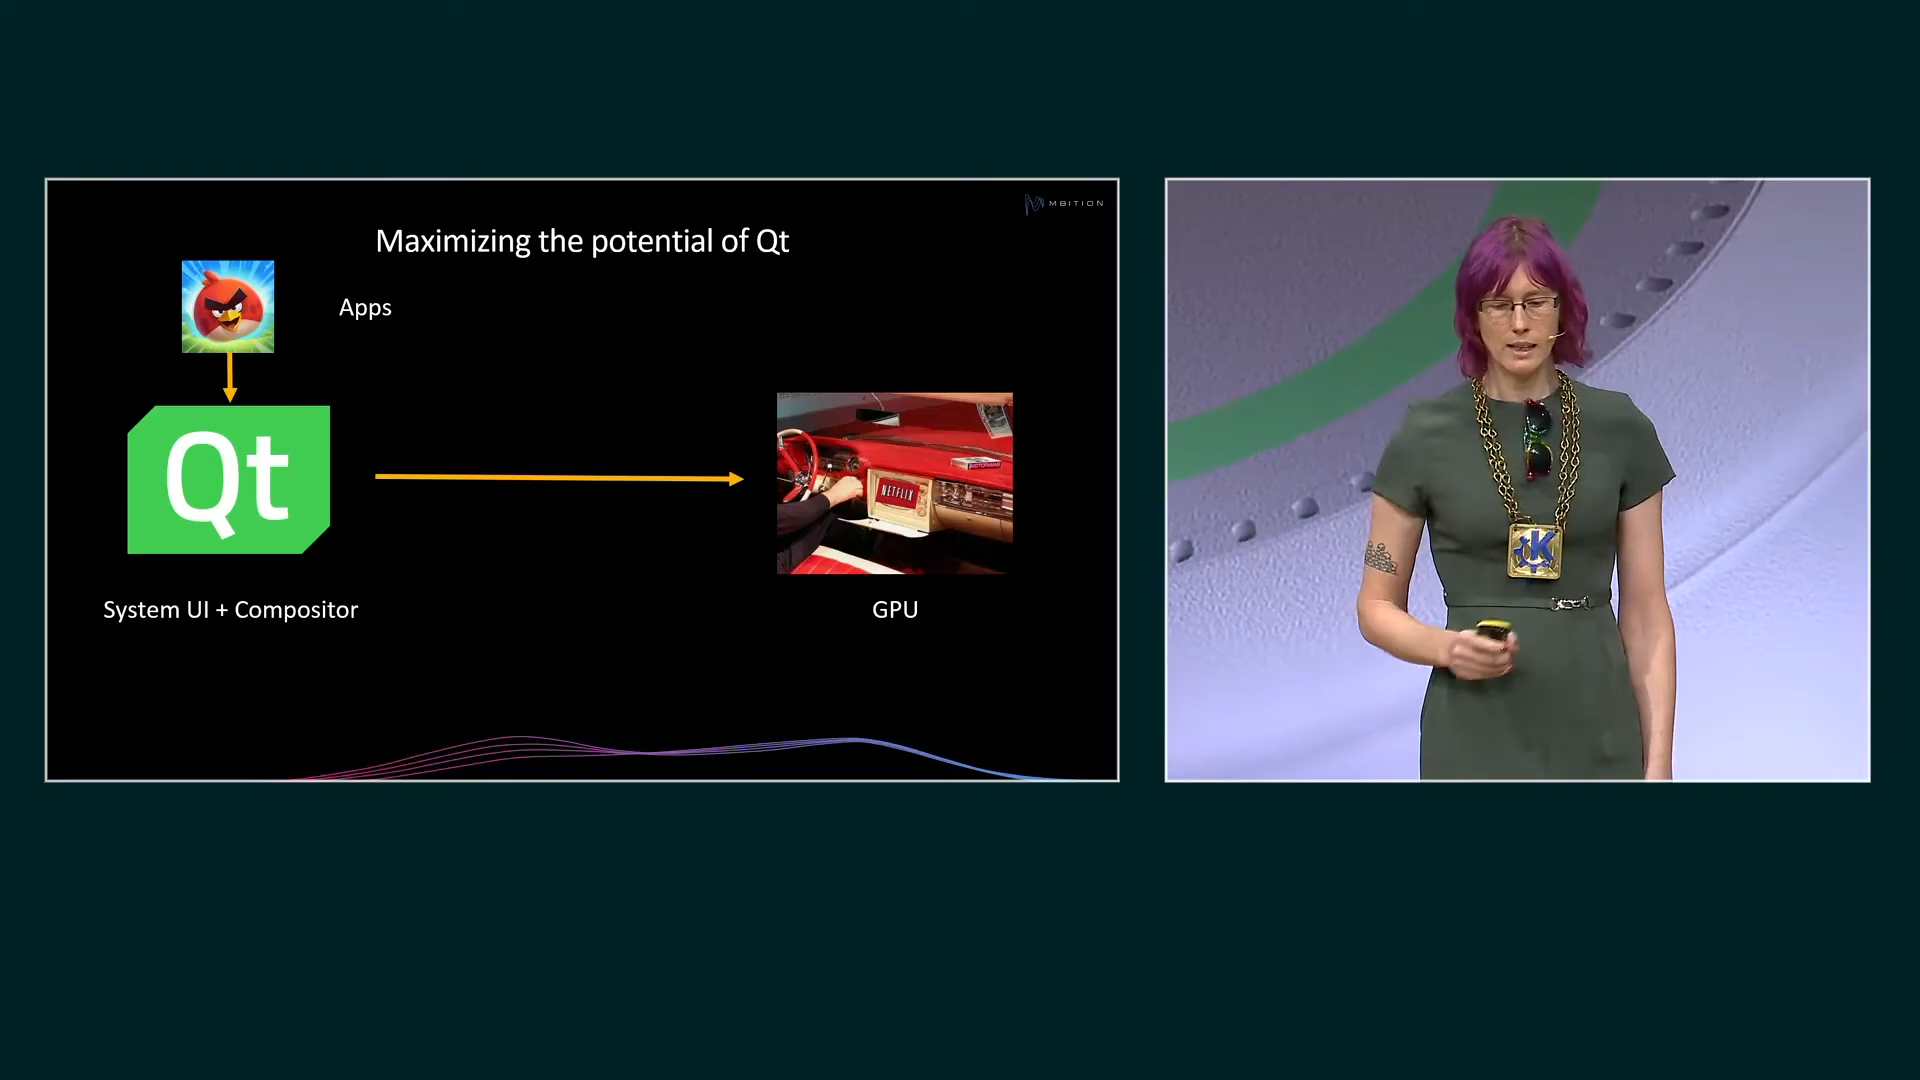 MBITION
Maximizing the potential of Qt
Apps
Qt
NETFLIX
System UI + Compositor
GPU
K